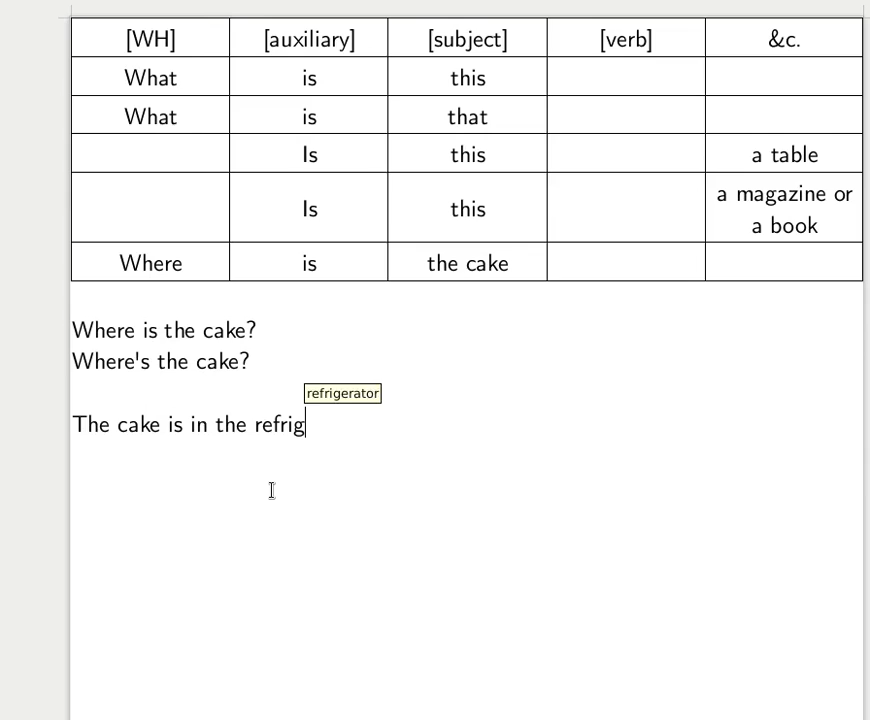 [WH] [auxiliary] [subject] [verb] &c.
What is this
What is that
Is this a table
Is this a magazine or
a book
Where is the cake
Where is the cake?
Where's the cake?
refrigerator
The cake is in the refrig